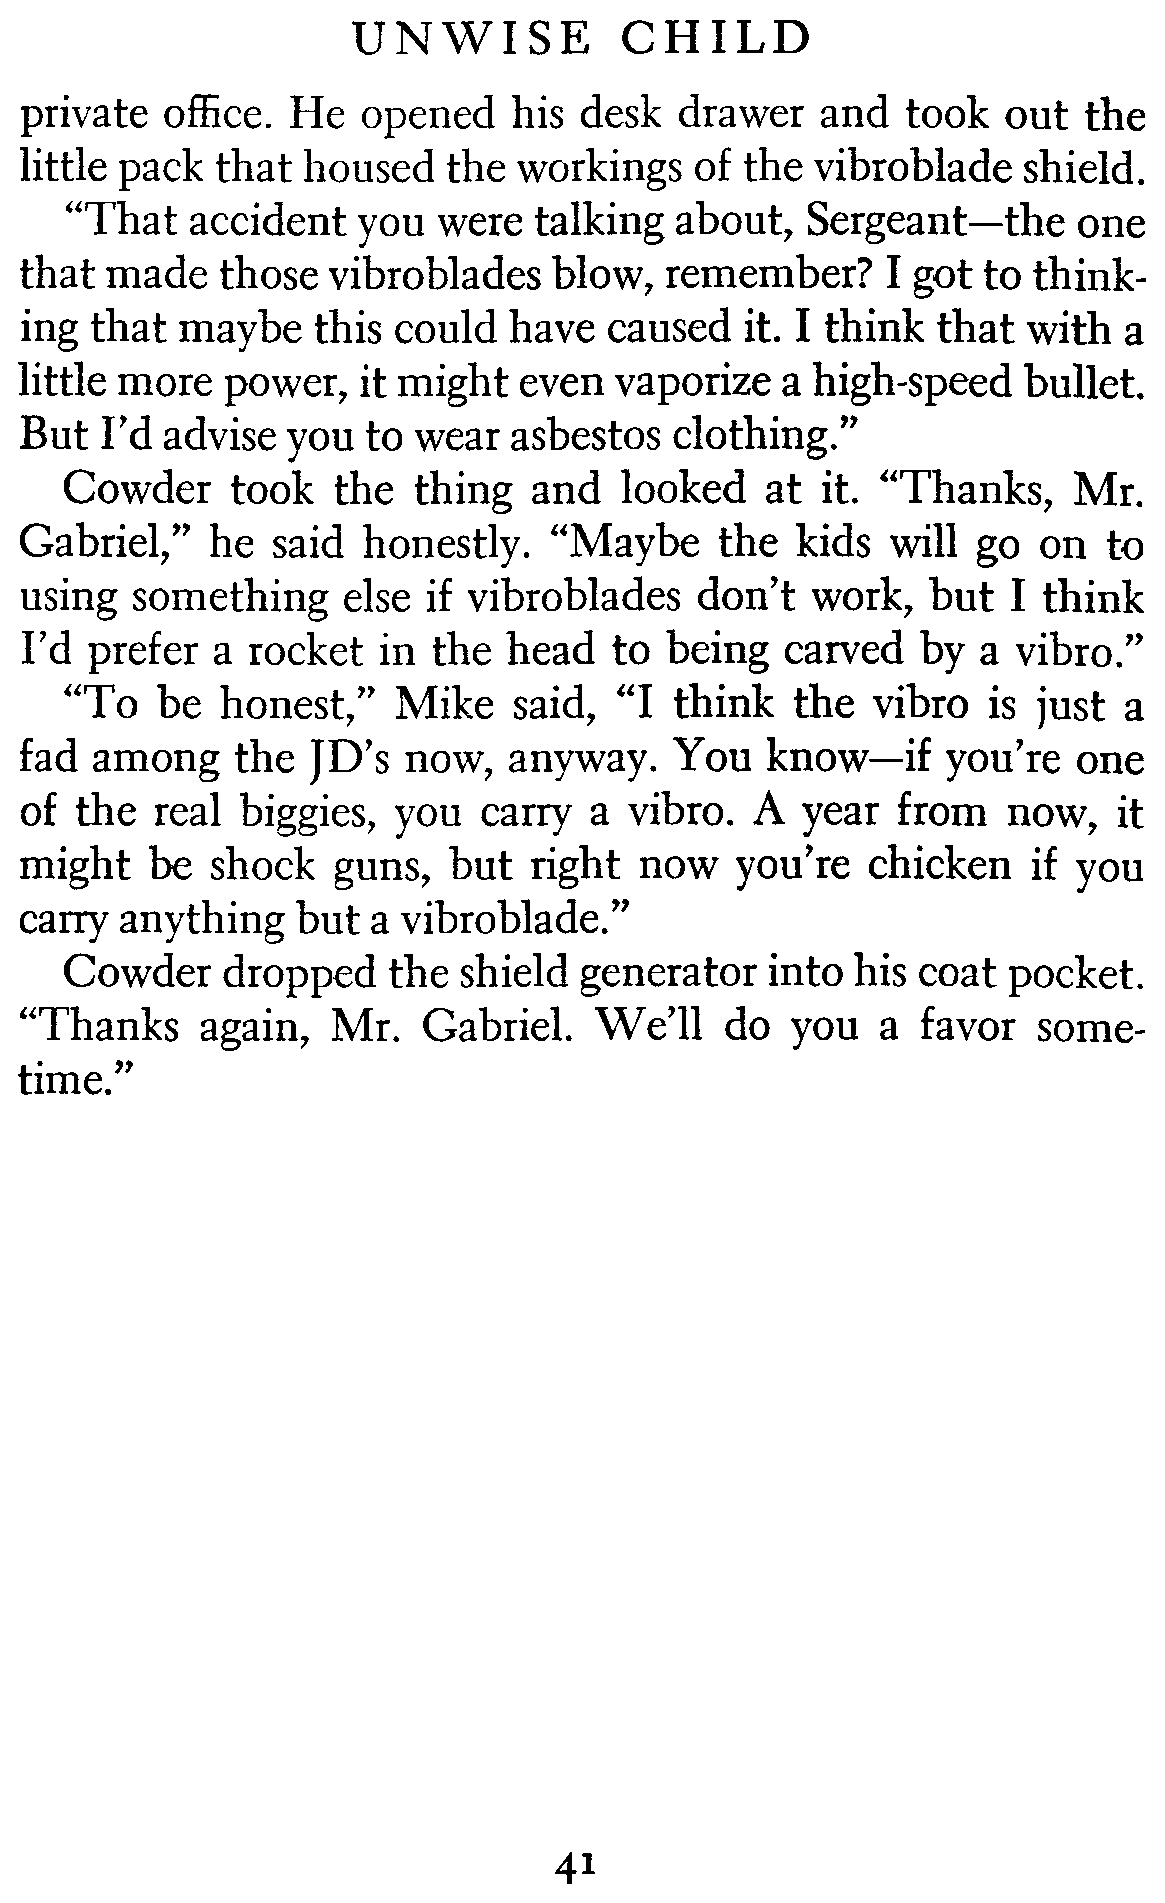 UNWISE CHILD
private office. He opened his desk drawer and took out the
little pack that housed the workings of the vibroblade shield.
“That accident you were talking about, Sergeant—the one
that made those vibroblades blow, remember? I got to think-
ing that maybe this could have caused it. I think that with a
little more power, it might even vaporize a high-speed bullet.
But I’d advise you to wear asbestos clothing.”
Cowder took the thing and looked at it. “Thanks, Mr.
Gabriel,” he said honestly. “Maybe the kids will go on to
using something else if vibroblades don’t work, but I think
I’d prefer a rocket in the head to being carved by a vibro.”
“To be honest,” Mike said, “I think the vibro is just a
fad among the JD’s now, anyway. You know—if you’re one
of the real biggies, you carry a vibro. A year from now, it
might be shock guns, but right now you’re chicken if you
carry anything but a vibroblade.”
Cowder dropped the shield generator into his coat pocket.
“Thanks again, Mr. Gabriel. We’ll do you a favor some-
time.”
41